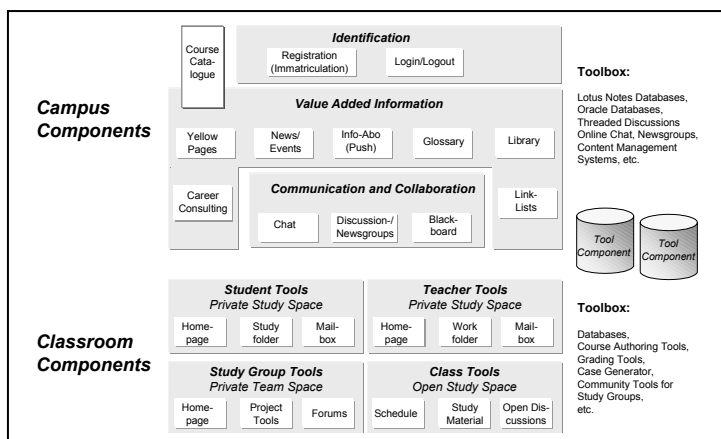 Campus
Components
Course
Cata-
logue
Identification
Registration
(Immatriculation)
Login/Logout
Value Added Information
Yellow
Pages
News/
Events
Info-Abo
(Push)
Glossary
Library
Career
Consulting
Communication and Collaboration
Chat
Discussion-/
Newsgroups
Black-
board
Link-
Lists
Toolbox:
Lotus Notes Databases,
Oracle Databases,
Threaded Discussions
Online Chat, Newsgroups,
Content Management
Systems, etc.
Tool
Component
Tool
Component
Classroom
Components
Student Tools
Private Study Space
Home-
page
Study
folder
Mail-
box
Teacher Tools
Private Study Space
Home-
page
Work
folder
Mail-
box
Study Group Tools
Private Team Space
Home-
page
Project
Tools
Forums
Class Tools
Open Study Space
Schedule
Study
Material
Open Dis-
cussions
Toolbox:
Databases,
Course Authoring Tools,
Grading Tools,
Case Generator,
Community Tools for
Study Groups,
etc.